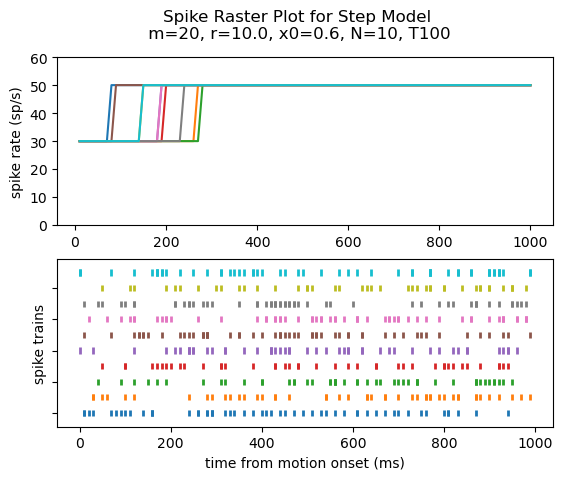 Spike Raster Plot for Step Model
m=20, r=10.0, x0=0.6, N=10, T100
60
50
40
30
20
10
0
spike rate (sp/s)
0 200 400 600 800 1000
spike trains
0 200 400 600 800 1000
time from motion onset (ms)